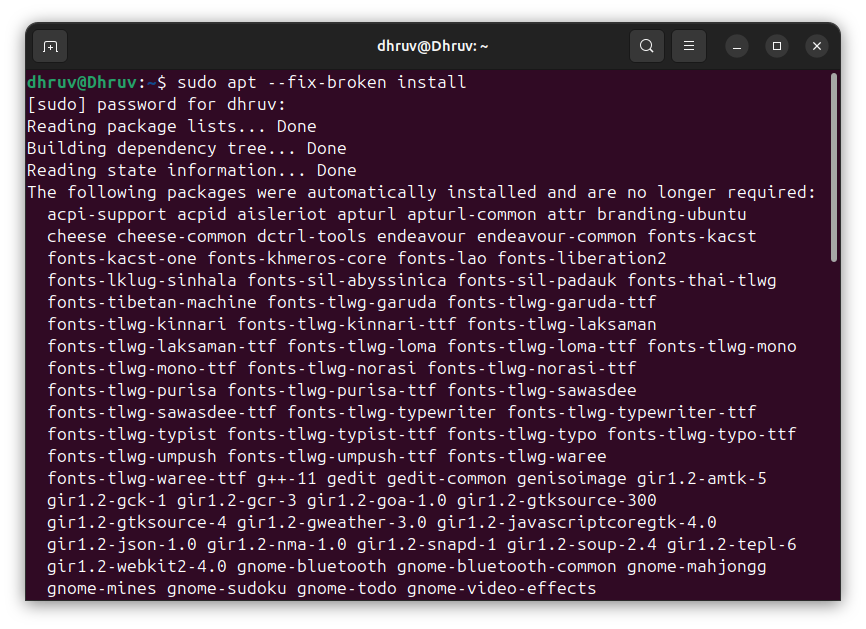 dhruv@Dhruv: ~
dhruv@Dhruv:~$ sudo apt --fix-broken install
[sudo] password for dhruv:
Reading package lists... Done
Building dependency tree... Done
Reading state information... Done
The following packages were automatically installed and are no longer required:
  acpi-support acpid aisleriot apturl apturl-common attr branding-ubuntu
  cheese cheese-common dctrl-tools endeavour endeavour-common fonts-kacst
  fonts-kacst-one fonts-khmeros-core fonts-lao fonts-liberation2
  fonts-lklug-sinhala fonts-sil-abyssinica fonts-sil-padauk fonts-thai-tlwg
  fonts-tibetan-machine fonts-tlwg-garuda fonts-tlwg-garuda-ttf
  fonts-tlwg-kinnari fonts-tlwg-kinnari-ttf fonts-tlwg-laksaman
  fonts-tlwg-laksaman-ttf fonts-tlwg-loma fonts-tlwg-loma-ttf fonts-tlwg-mono
  fonts-tlwg-mono-ttf fonts-tlwg-norasi fonts-tlwg-norasi-ttf
  fonts-tlwg-purisa fonts-tlwg-purisa-ttf fonts-tlwg-sawasdee
  fonts-tlwg-sawasdee-ttf fonts-tlwg-typewriter fonts-tlwg-typewriter-ttf
  fonts-tlwg-typist fonts-tlwg-typist-ttf fonts-tlwg-typo fonts-tlwg-typo-ttf
  fonts-tlwg-umpush fonts-tlwg-umpush-ttf fonts-tlwg-waree
  fonts-tlwg-waree-ttf g++-11 gedit gedit-common genisoimage gir1.2-amtk-5
  gir1.2-gck-1 gir1.2-gcr-3 gir1.2-goa-1.0 gir1.2-gtksource-300
  gir1.2-gtksource-4 gir1.2-gweather-3.0 gir1.2-javascriptcoregtk-4.0
  gir1.2-json-1.0 gir1.2-nma-1.0 gir1.2-snapd-1 gir1.2-soup-2.4 gir1.2-tepl-6
  gir1.2-webkit2-4.0 gnome-bluetooth gnome-bluetooth-common gnome-mahjongg
  gnome-mines gnome-sudoku gnome-todo gnome-video-effects